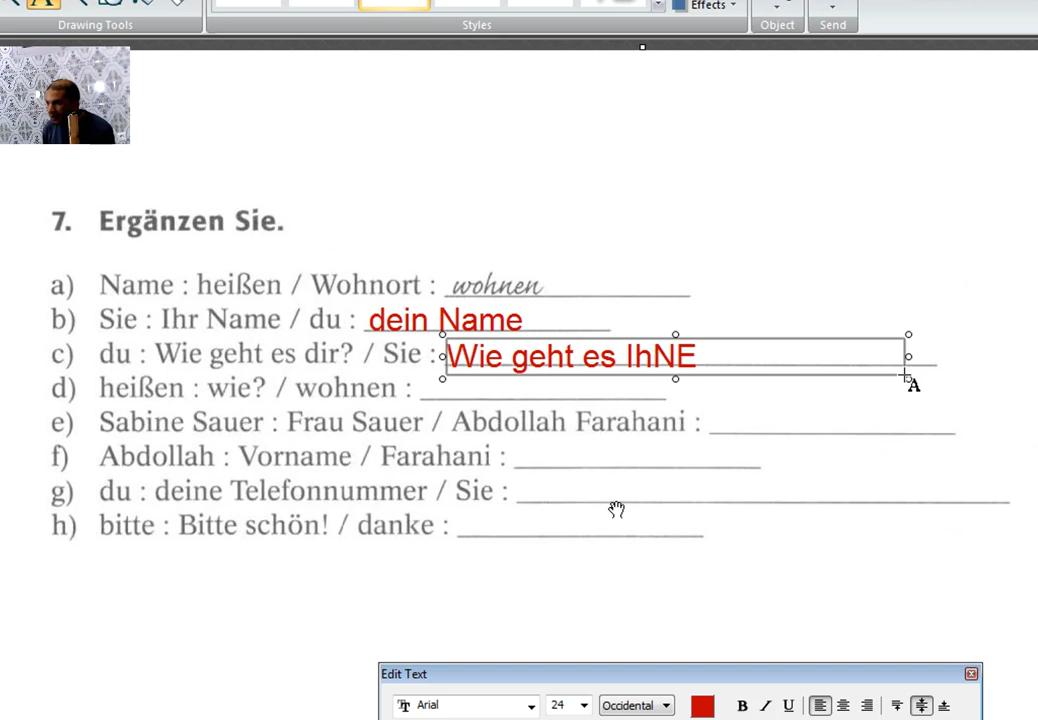 Effects
Drawing Tools Styles Object Send
7. Ergänzen Sie.
a) Name : heißen / Wohnort : wohnen
b) Sie : Ihr Name / du : dein Name
c) du : Wie geht es dir? / Sie : Wie geht es IhNE
d) heißen : wie? / wohnen :
e) Sabine Sauer : Frau Sauer / Abdollah Farahani :
f) Abdollah : Vorname / Farahani :
g) du : deine Telefonnummer / Sie :
h) bitte : Bitte schön! / danke :
Edit Text
Arial 24 Occidental B I U